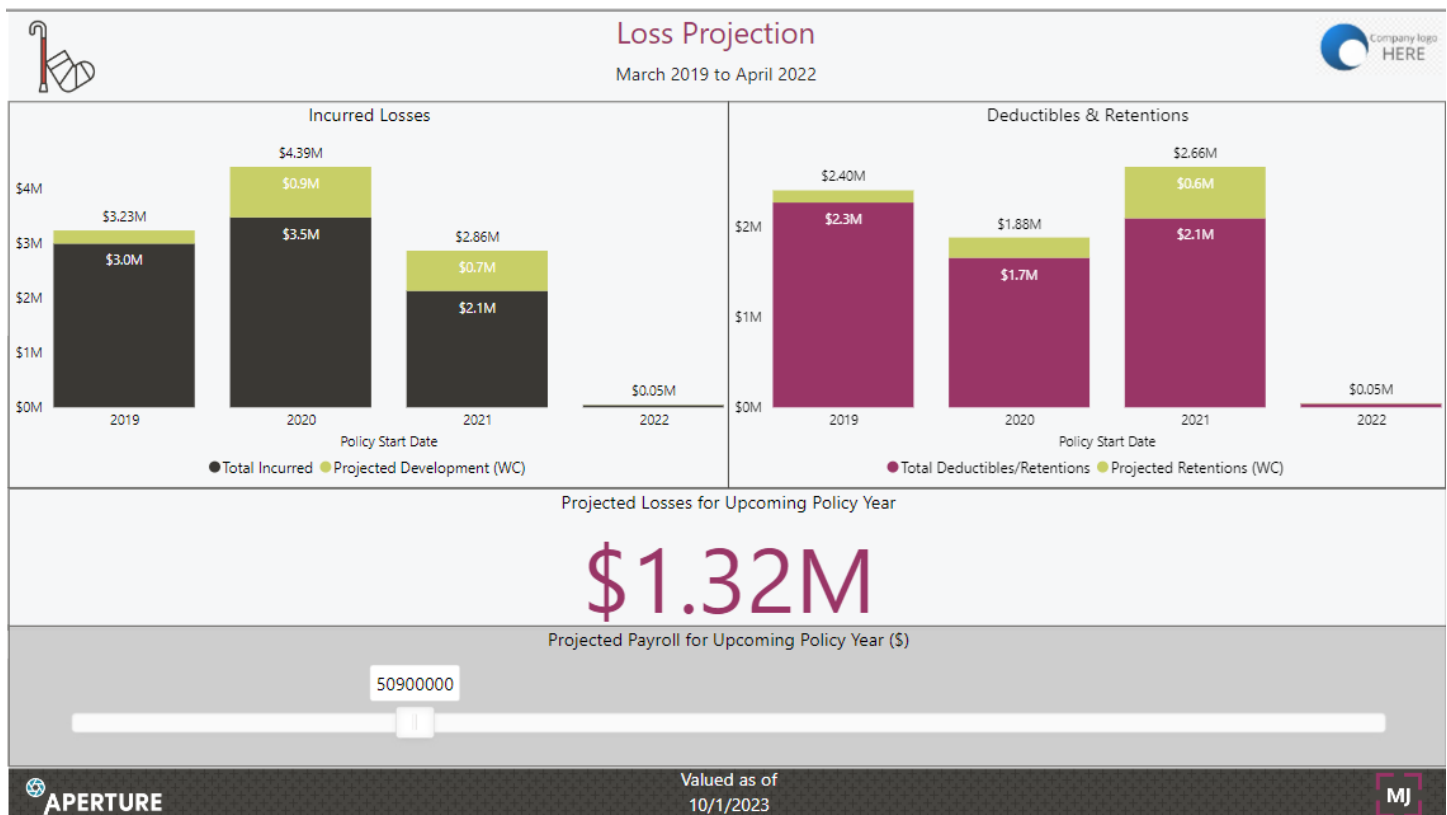 Loss Projection
March 2019 to April 2022
Company logo
HERE
Incurred Losses
$4M
$3M
$2M
$1M
$0M
$3.23M
$3.0M
$4.39M
$0.9M
$3.5M
$2.86M
$0.7M
$2.1M
$0.05M
2019 2020 2021 2022
Policy Start Date
Total Incurred Projected Development (WC)
Deductibles & Retentions
$2M
$1M
$0M
$2.40M
$2.3M
$1.88M
$1.7M
$2.66M
$0.6M
$2.1M
$0.05M
2019 2020 2021 2022
Policy Start Date
Total Deductibles/Retentions Projected Retentions (WC)
Projected Losses for Upcoming Policy Year
$1.32M
Projected Payroll for Upcoming Policy Year ($)
50900000
APERTURE
Valued as of
10/1/2023
MJ